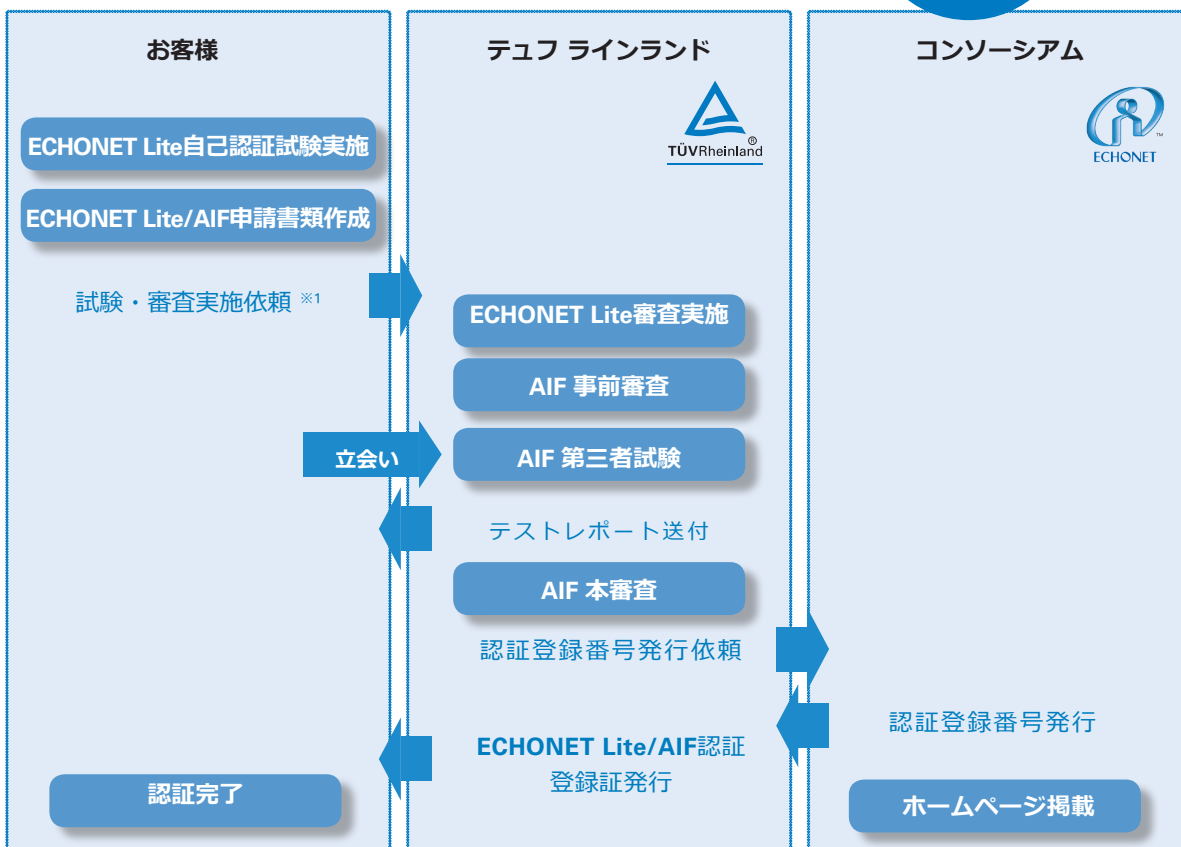 お客様
テュフ ラインランド
コンソーシアム
TÜVRheinland®
ECHONET™
ECHONET Lite自己認証試験実施
ECHONET Lite/AIF申請書類作成
試験・審査実施依頼 ※1
ECHONET Lite審査実施
AIF 事前審査
立会い
AIF 第三者試験
テストレポート送付
AIF 本審査
認証登録番号発行依頼
認証登録番号発行
ECHONET Lite/AIF認証
登録証発行
認証完了
ホームページ掲載